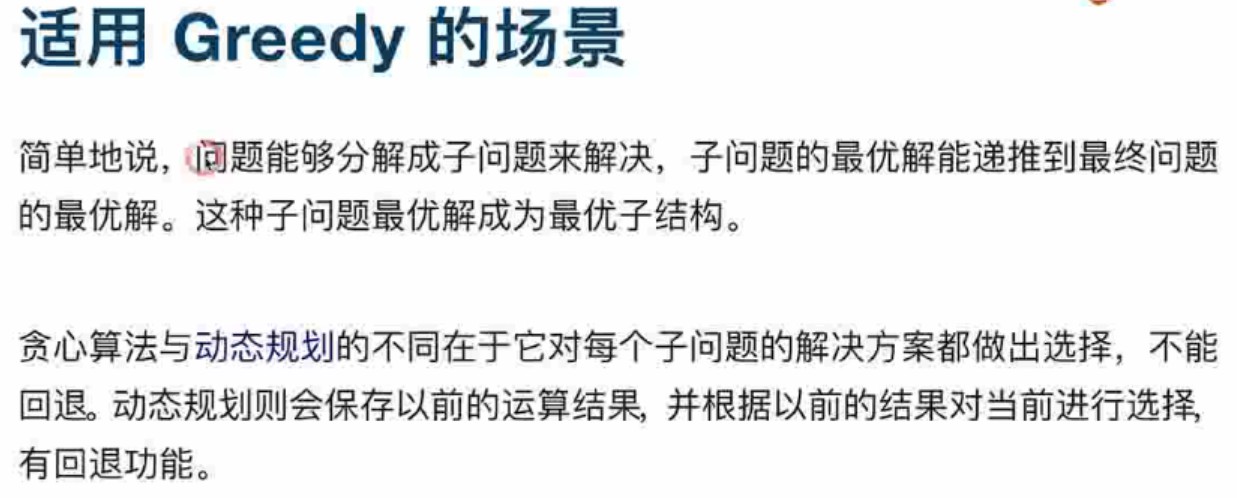 适用 Greedy 的场景
简单地说，问题能够分解成子问题来解决，子问题的最优解能递推到最终问题
的最优解。这种子问题最优解成为最优子结构。
贪心算法与动态规划的不同在于它对每个子问题的解决方案都做出选择，不能
回退。动态规划则会保存以前的运算结果，并根据以前的结果对当前进行选择，
有回退功能。